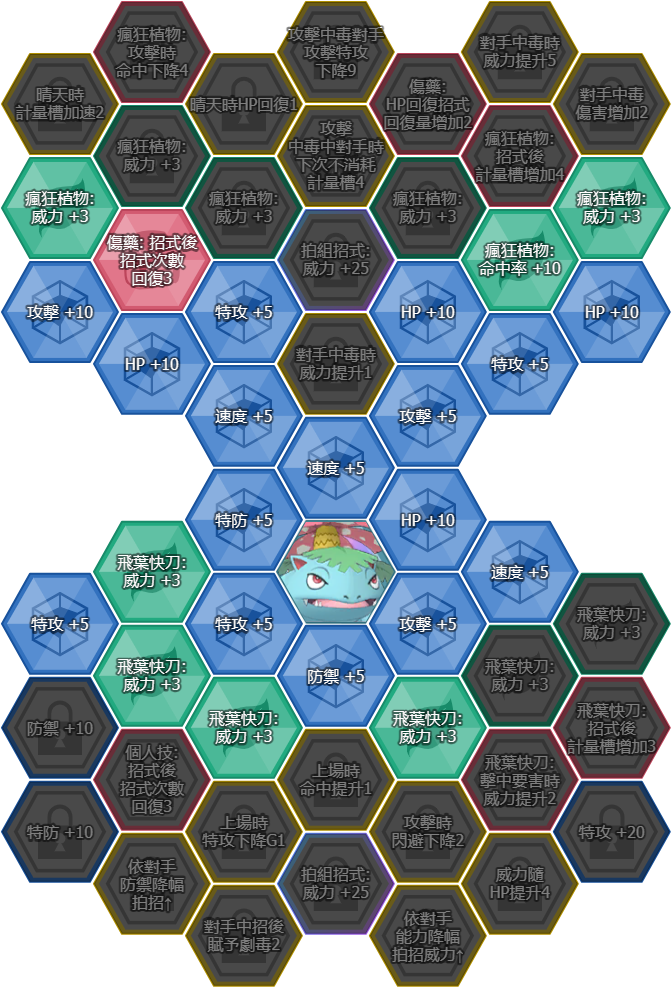 瘋狂植物:
攻擊時
命中下降4
攻擊中毒對手
攻擊特攻
下降9
對手中毒時
威力提升5
晴天時
計量槽加速2
晴天時HP回復1
傷藥:
HP回復招式
回復量增加2
對手中毒
傷害增加2
瘋狂植物:
威力 +3
攻擊
中毒中對手時
下次不消耗
計量槽4
瘋狂植物:
招式後
計量槽增加4
瘋狂植物:
威力 +3
瘋狂植物:
威力 +3
瘋狂植物:
威力 +3
瘋狂植物:
威力 +3
傷藥: 招式後
招式次數
回復3
拍組招式:
威力 +25
瘋狂植物:
命中率 +10
攻擊 +10
特攻 +5
HP +10
HP +10
HP +10
對手中毒時
威力提升1
特攻 +5
速度 +5
攻擊 +5
速度 +5
特防 +5
HP +10
飛葉快刀:
威力 +3
速度 +5
特攻 +5
特攻 +5
攻擊 +5
飛葉快刀:
威力 +3
飛葉快刀:
威力 +3
防禦 +5
飛葉快刀:
威力 +3
防禦 +10
飛葉快刀:
威力 +3
飛葉快刀:
威力 +3
飛葉快刀:
招式後
計量槽增加3
個人技:
招式後
招式次數
回復3
上場時
命中提升1
飛葉快刀:
擊中要害時
威力提升2
特防 +10
上場時
特攻下降G1
攻擊時
閃避下降2
特攻 +20
依對手
防禦降幅
拍招↑
拍組招式:
威力 +25
威力隨
HP提升4
對手中招後
賦予劇毒2
依對手
能力降幅
拍招威力↑